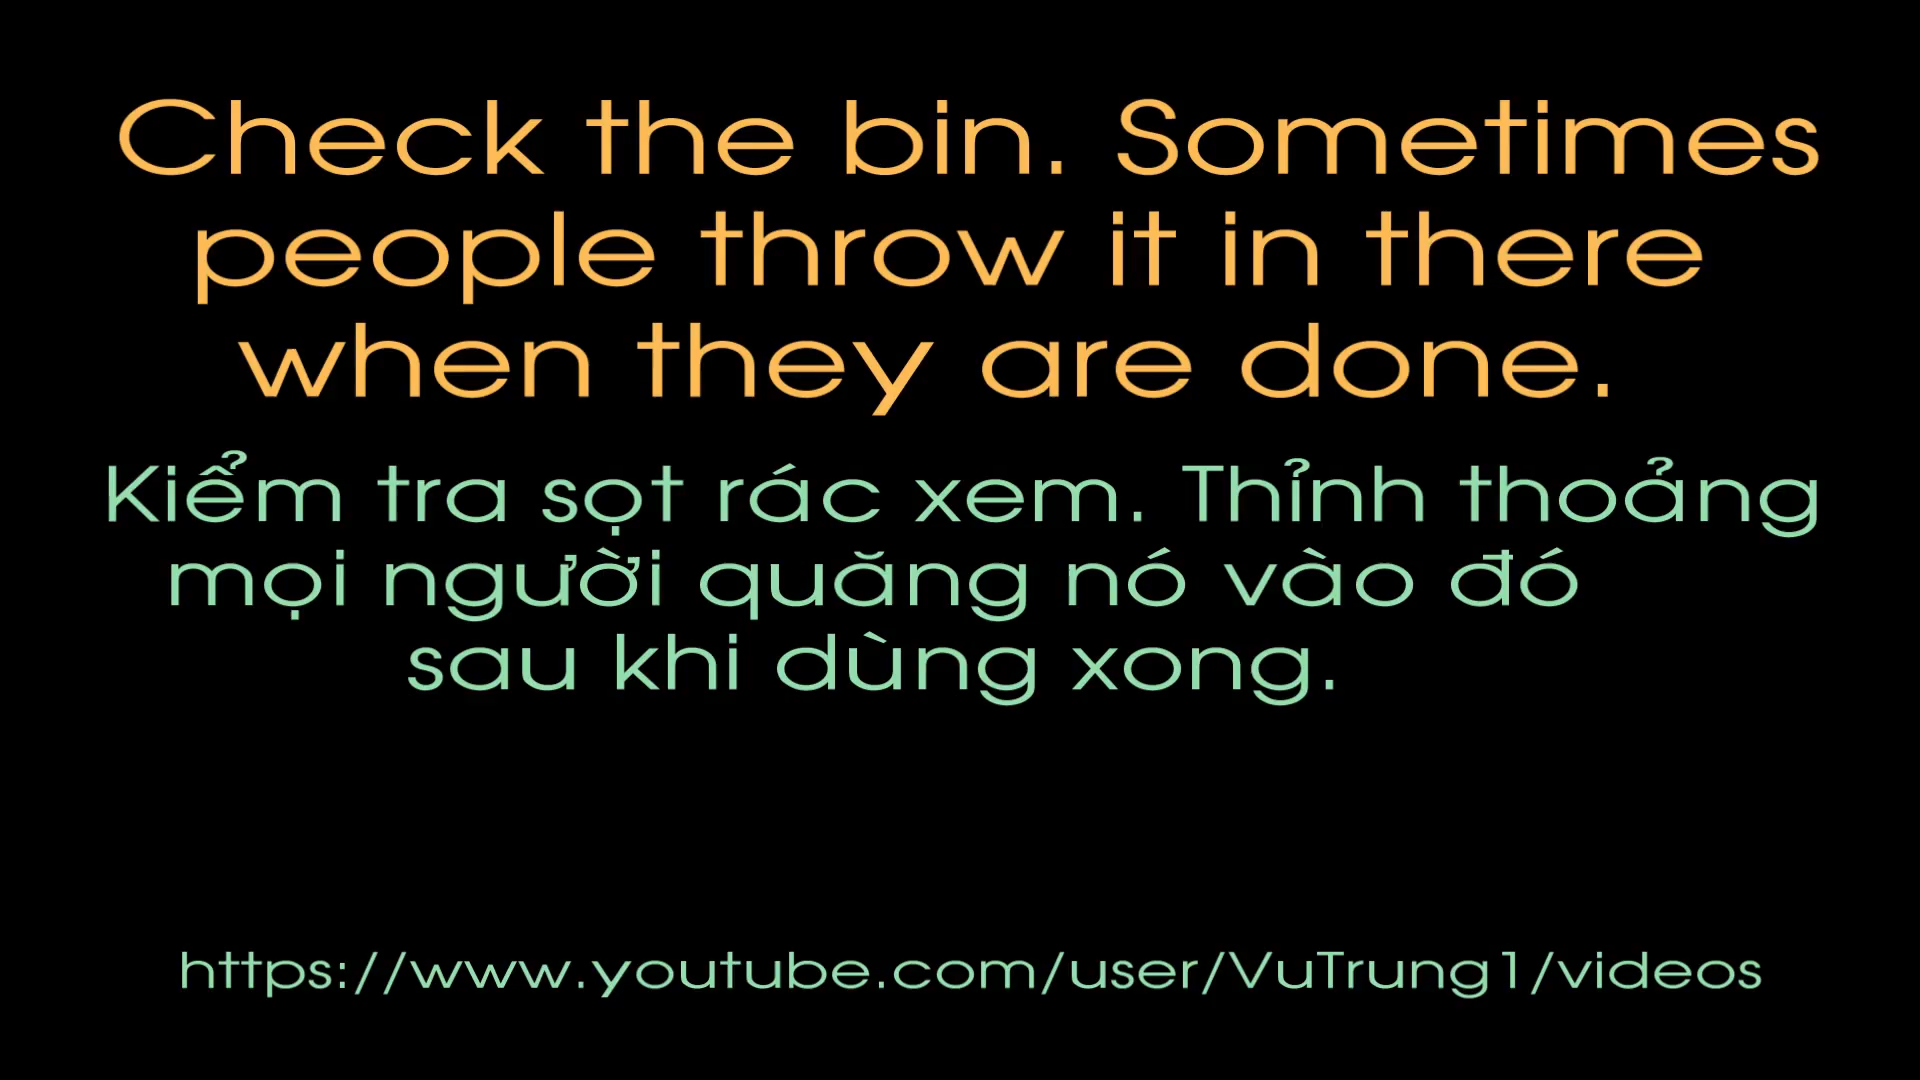 Check the bin. Sometimes
people throw it in there
when they are done.
Kiểm tra sọt rác xem. Thỉnh thoảng
mọi người quăng nó vào đó
sau khi dùng xong.
https://www.youtube.com/user/VuTrung1/videos